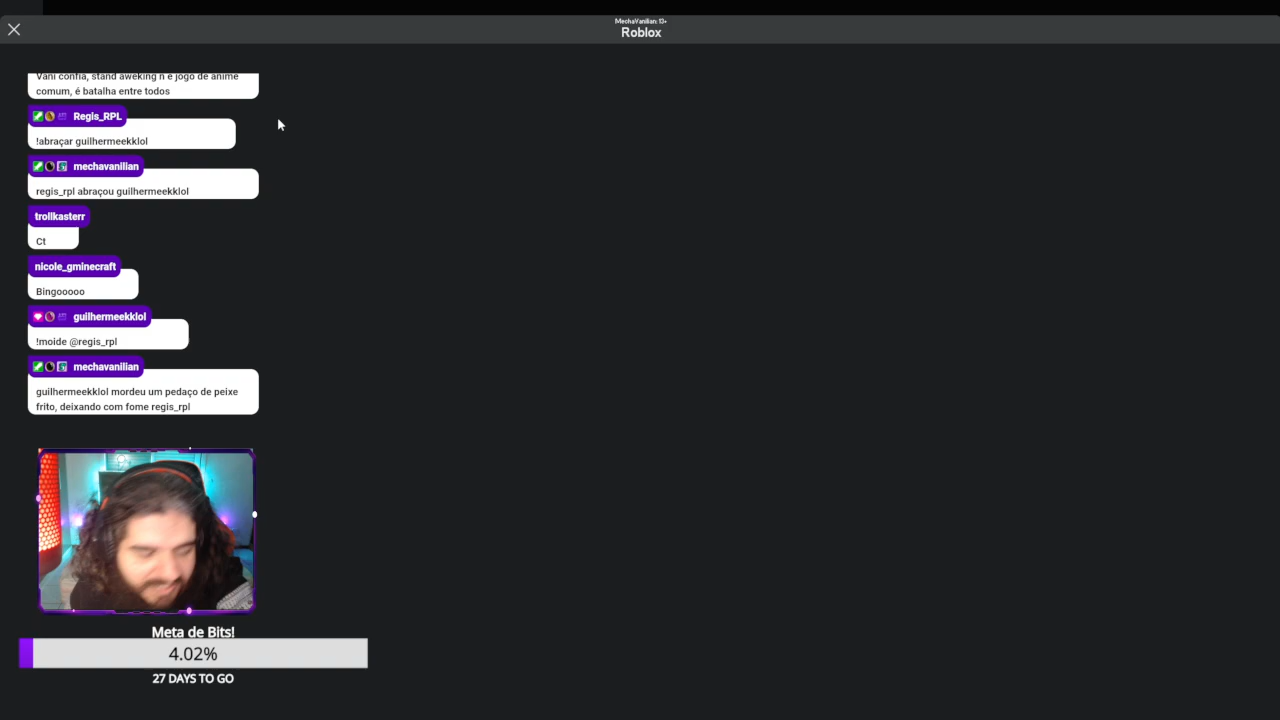 MechaVanilian: 13+
Roblox
Vani confia, stand aweking n é jogo de anime
comum, é batalha entre todos
Regis_RPL
!abraçar guilhermeekklol
mechavanilian
regis_rpl abraçou guilhermeekklol
trollkasterr
Ct
nicole_gminecraft
Bingooooo
guilhermeekklol
!moide @regis_rpl
mechavanilian
guilhermeekklol mordeu um pedaço de peixe
frito, deixando com fome regis_rpl
Meta de Bits!
4.02%
27 DAYS TO GO